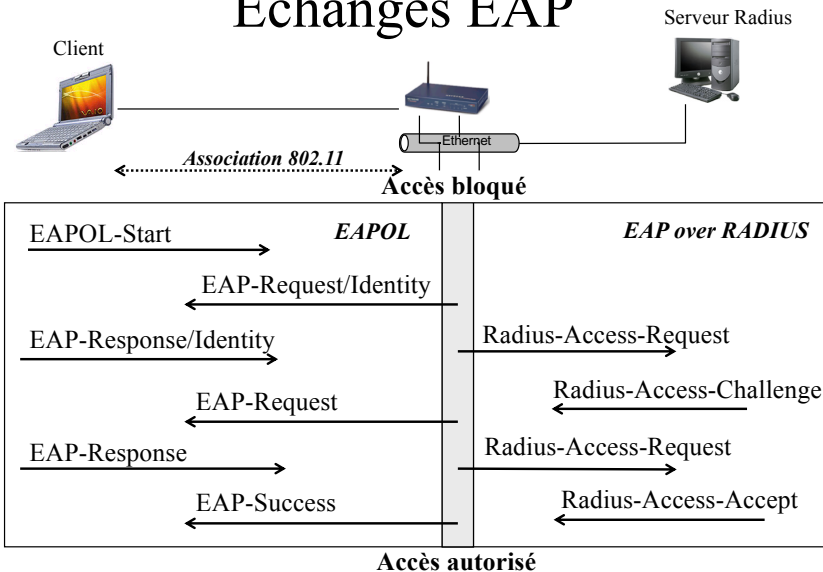 Echanges EAP
Serveur Radius
Client
Ethernet
Association 802.11
Accès bloqué
EAPOL-Start
EAPOL
EAP over RADIUS
EAP-Request/Identity
EAP-Response/Identity
Radius-Access-Request
Radius-Access-Challenge
EAP-Request
EAP-Response
Radius-Access-Request
EAP-Success
Radius-Access-Accept
Accès autorisé